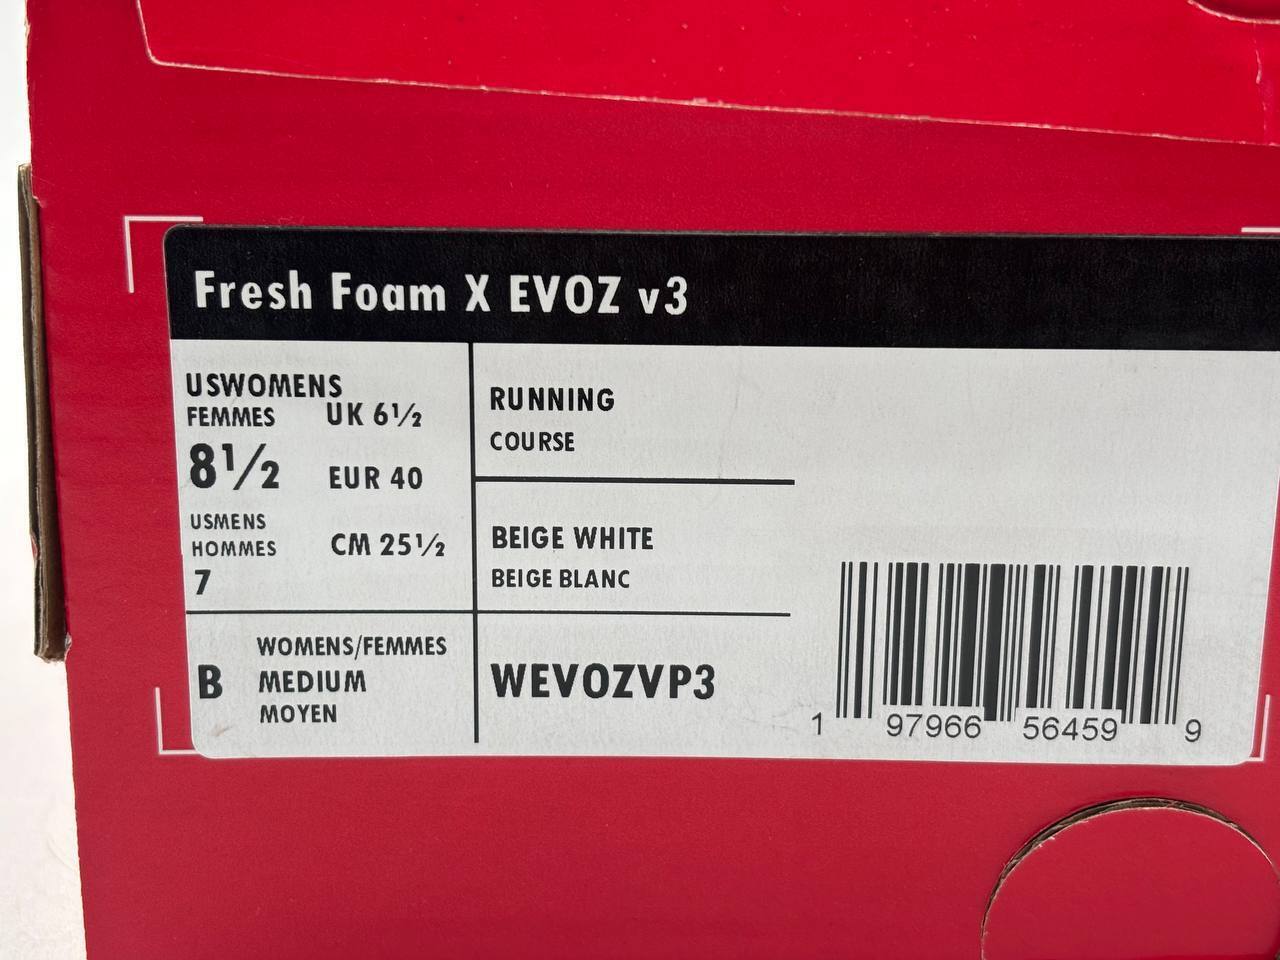 Fresh Foam X EVOZ v3
USWOMENS
FEMMES UK 6½
8½ EUR 40
USMENS
HOMMES CM 25½
7
B WOMENS/FEMMES
MEDIUM
MOYEN
RUNNING
COURSE
BEIGE WHITE
BEIGE BLANC
WEVOZVP3
1 97966 56459 9